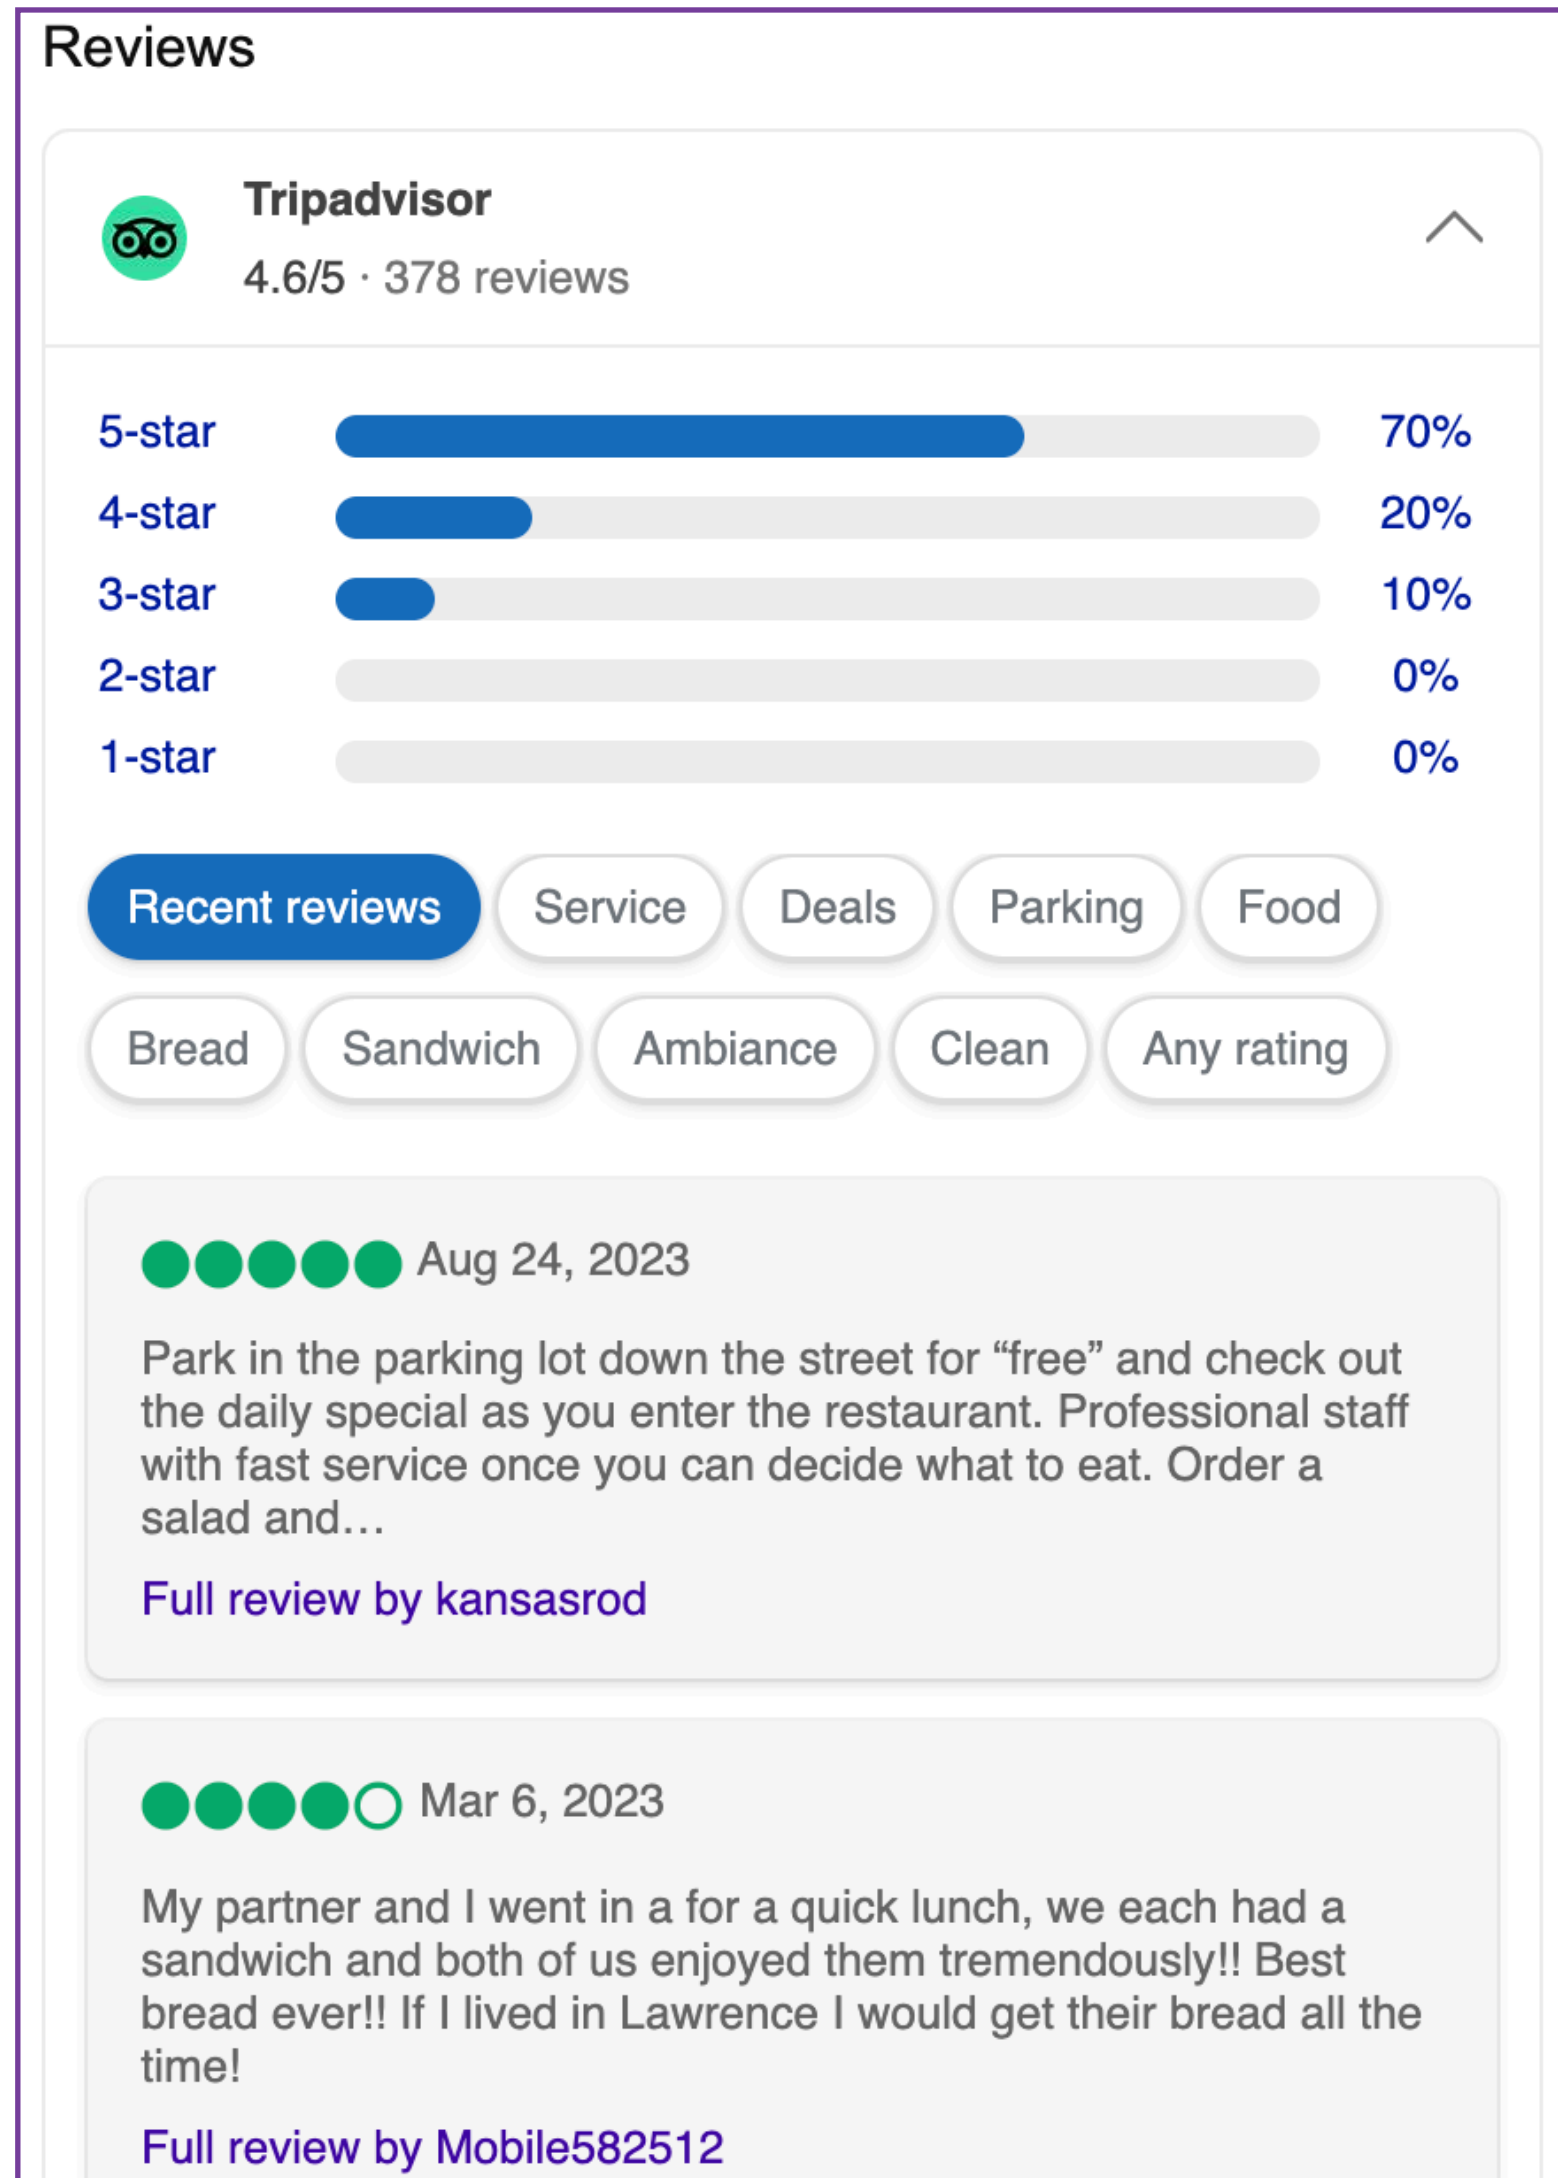 Reviews
Tripadvisor
4.6/5 · 378 reviews
5-star 70%
4-star 20%
3-star 10%
2-star 0%
1-star 0%
Recent reviews Service Deals Parking Food
Bread Sandwich Ambiance Clean Any rating
Aug 24, 2023
Park in the parking lot down the street for “free” and check out
the daily special as you enter the restaurant. Professional staff
with fast service once you can decide what to eat. Order a
salad and...
Full review by kansasrod
Mar 6, 2023
My partner and I went in a for a quick lunch, we each had a
sandwich and both of us enjoyed them tremendously!! Best
bread ever!! If I lived in Lawrence I would get their bread all the
time!
Full review by Mobile582512